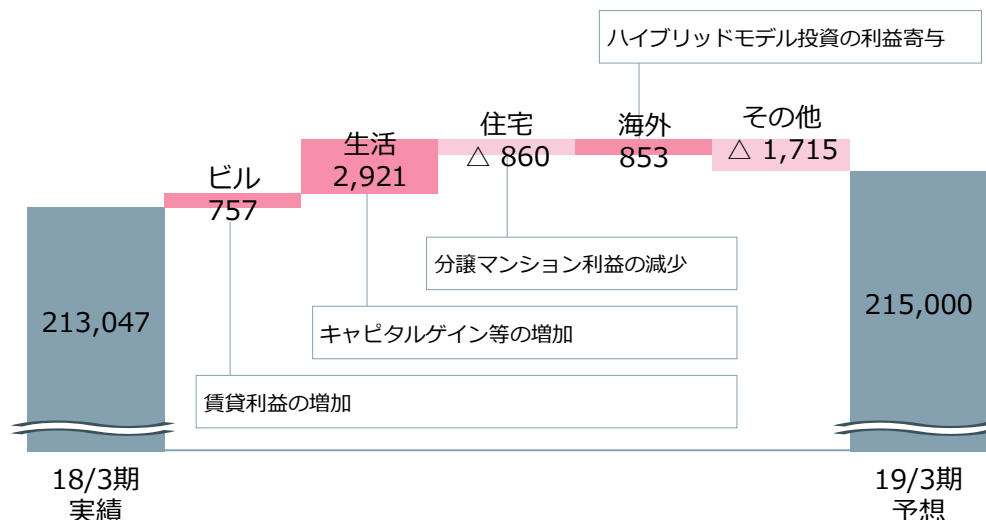 ハイブリッドモデル投資の利益寄与
ビル
757
生活
2,921
住宅
△ 860
海外
853
その他
△ 1,715
分譲マンション利益の減少
キャピタルゲイン等の増加
賃貸利益の増加
213,047
215,000
18/3期
実績
19/3期
予想